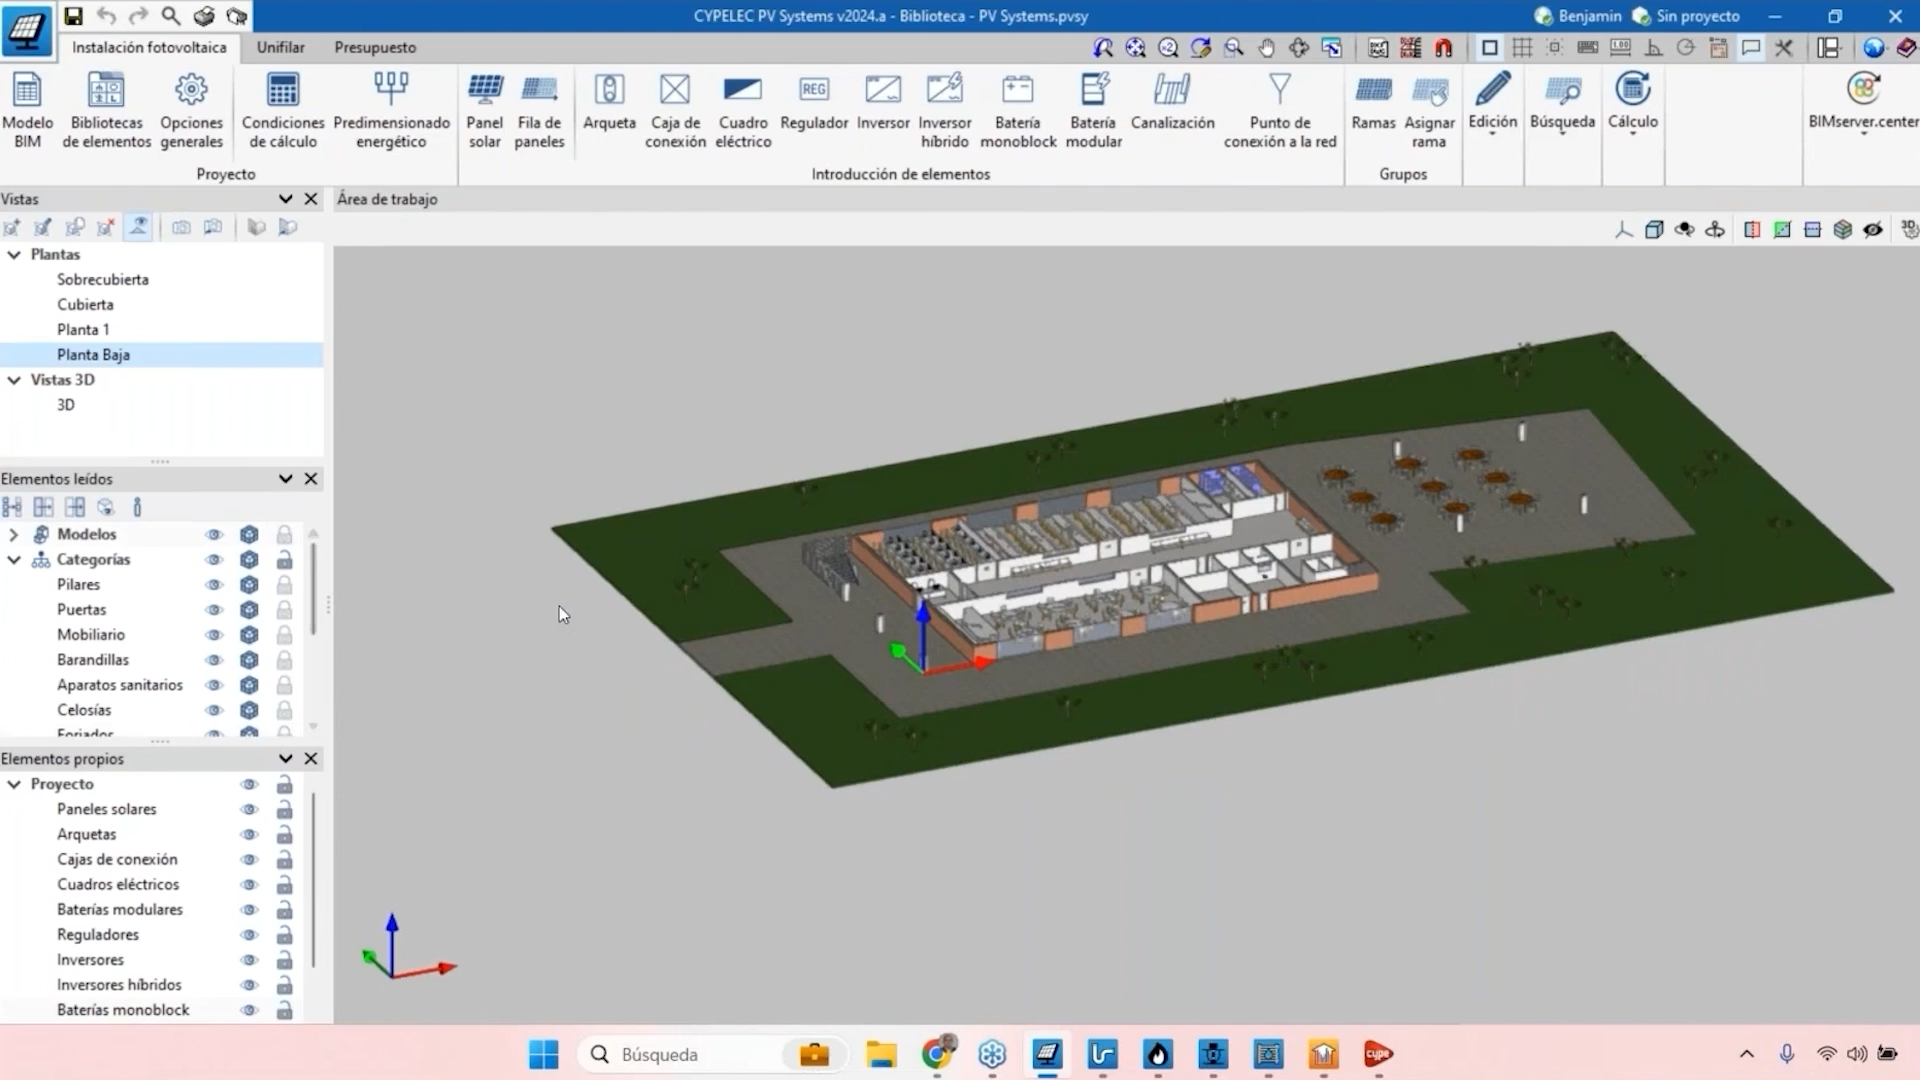 CYPELEC PV Systems v2024.a - Biblioteca - PV Systems.pvsy
Benjamin
Sin proyecto
Instalación fotovoltaica
Unifilar
Presupuesto
Modelo BIM
Bibliotecas de elementos
Opciones generales
Condiciones de cálculo
Predimensionado energético
Panel solar
Fila de paneles
Arqueta
Caja de conexión
Cuadro eléctrico
REG
Regulador
Inversor
Inversor híbrido
Batería monoblock
Batería modular
Canalización
Punto de conexión a la red
Ramas
Asignar rama
Edición
Búsqueda
Cálculo
BIMserver.center
Proyecto
Introducción de elementos
Grupos
Vistas
Área de trabajo
Plantas
Sobrecubierta
Cubierta
Planta 1
Planta Baja
Vistas 3D
3D
Elementos leídos
Modelos
Categorías
Pilares
Puertas
Mobiliario
Barandillas
Aparatos sanitarios
Celosías
Forjados
Elementos propios
Proyecto
Paneles solares
Arquetas
Cajas de conexión
Cuadros eléctricos
Baterías modulares
Reguladores
Inversores
Inversores híbridos
Baterías monoblock
Búsqueda
cype